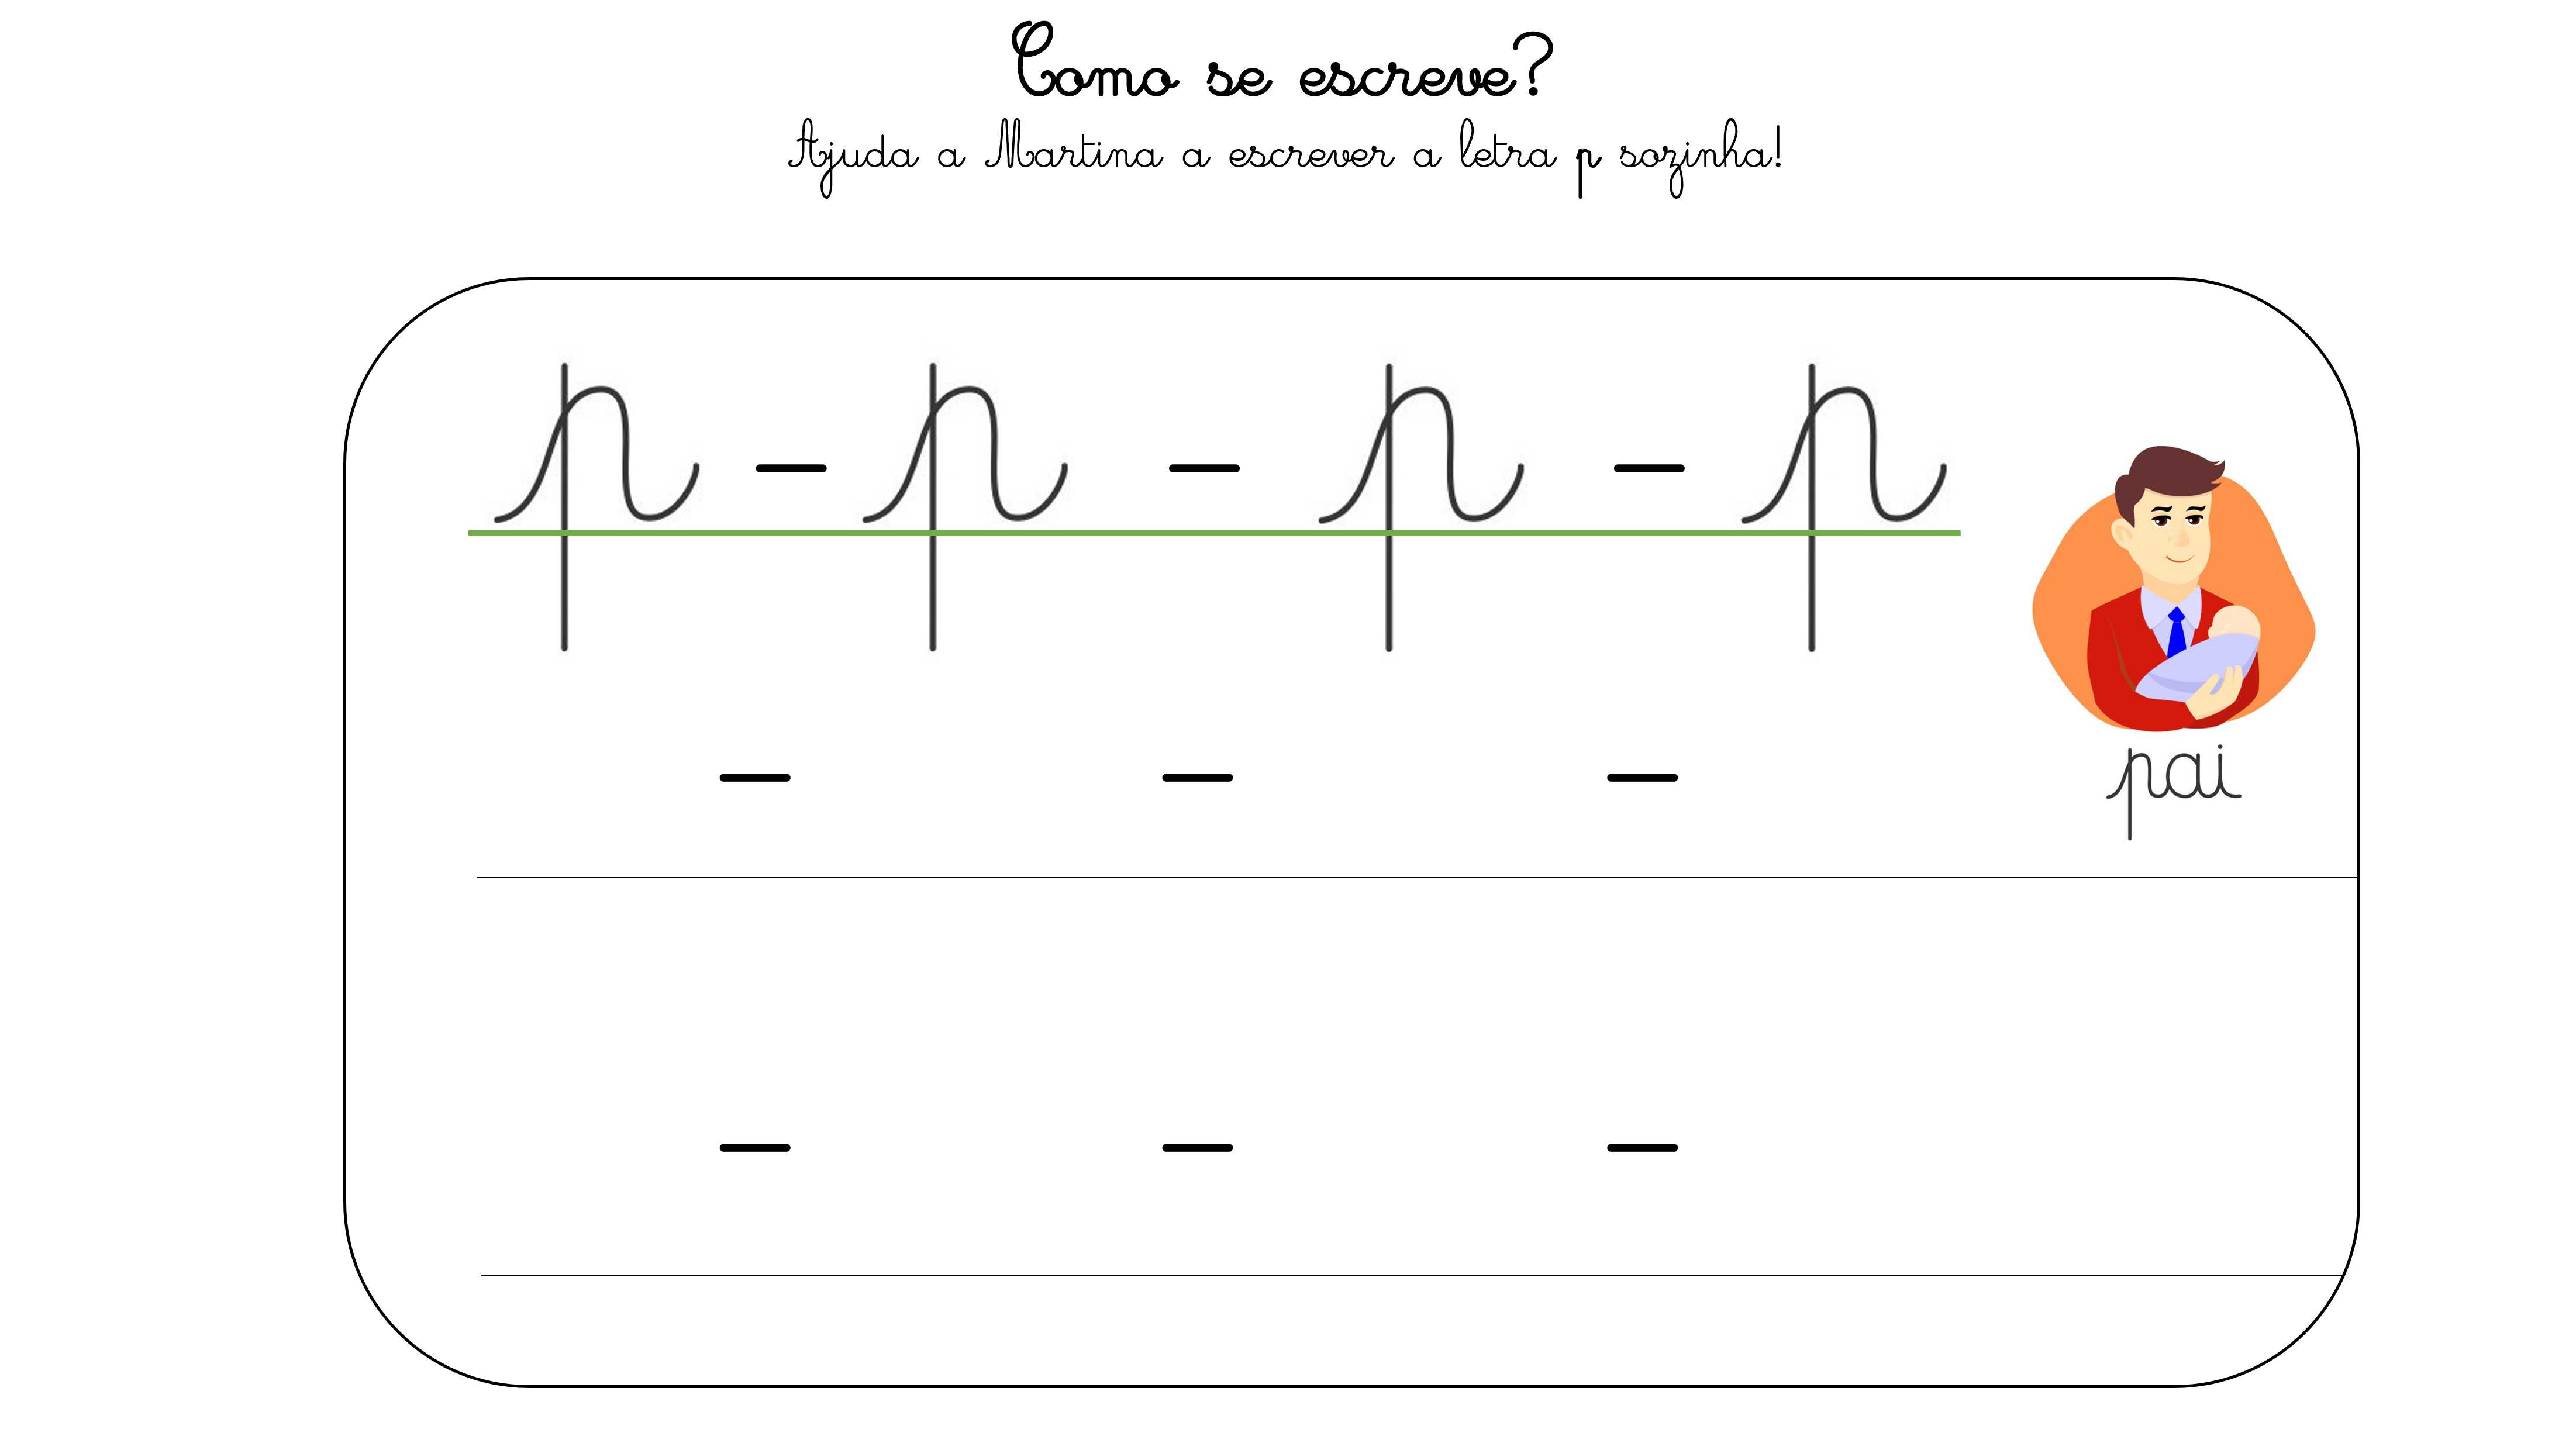 Como se escreve?
Ajuda a Martina a escrever a letra p sozinha!
p - p - p - p
- - -
pai
- - -